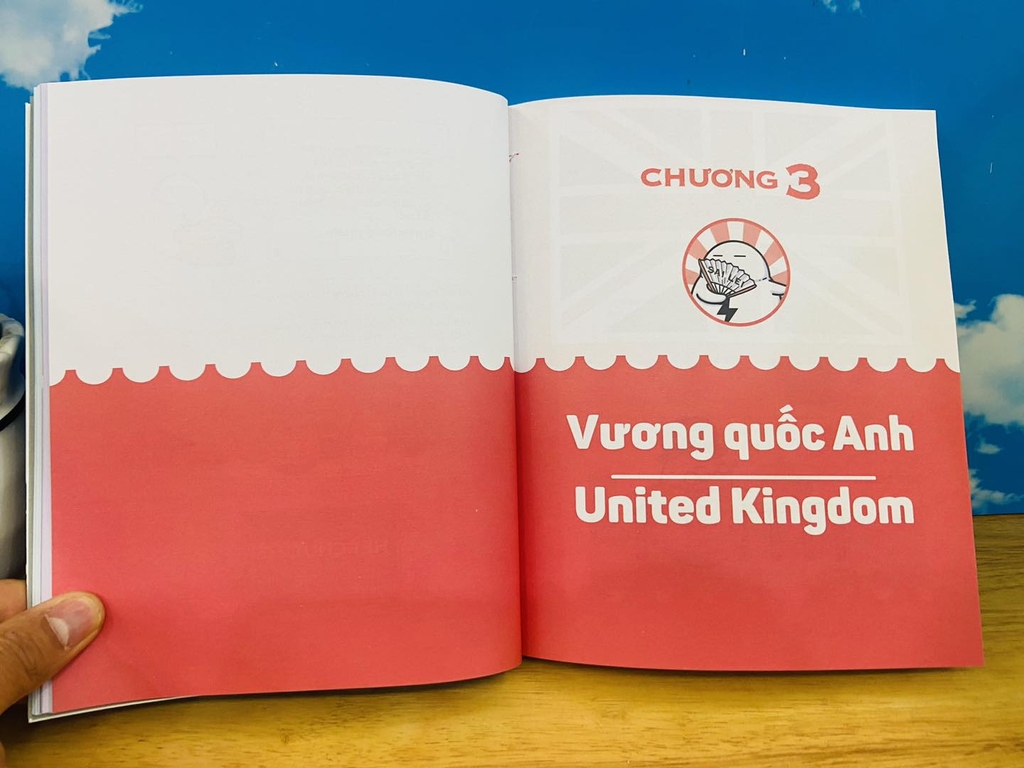 CHƯƠNG 3
Vương quốc Anh
United Kingdom